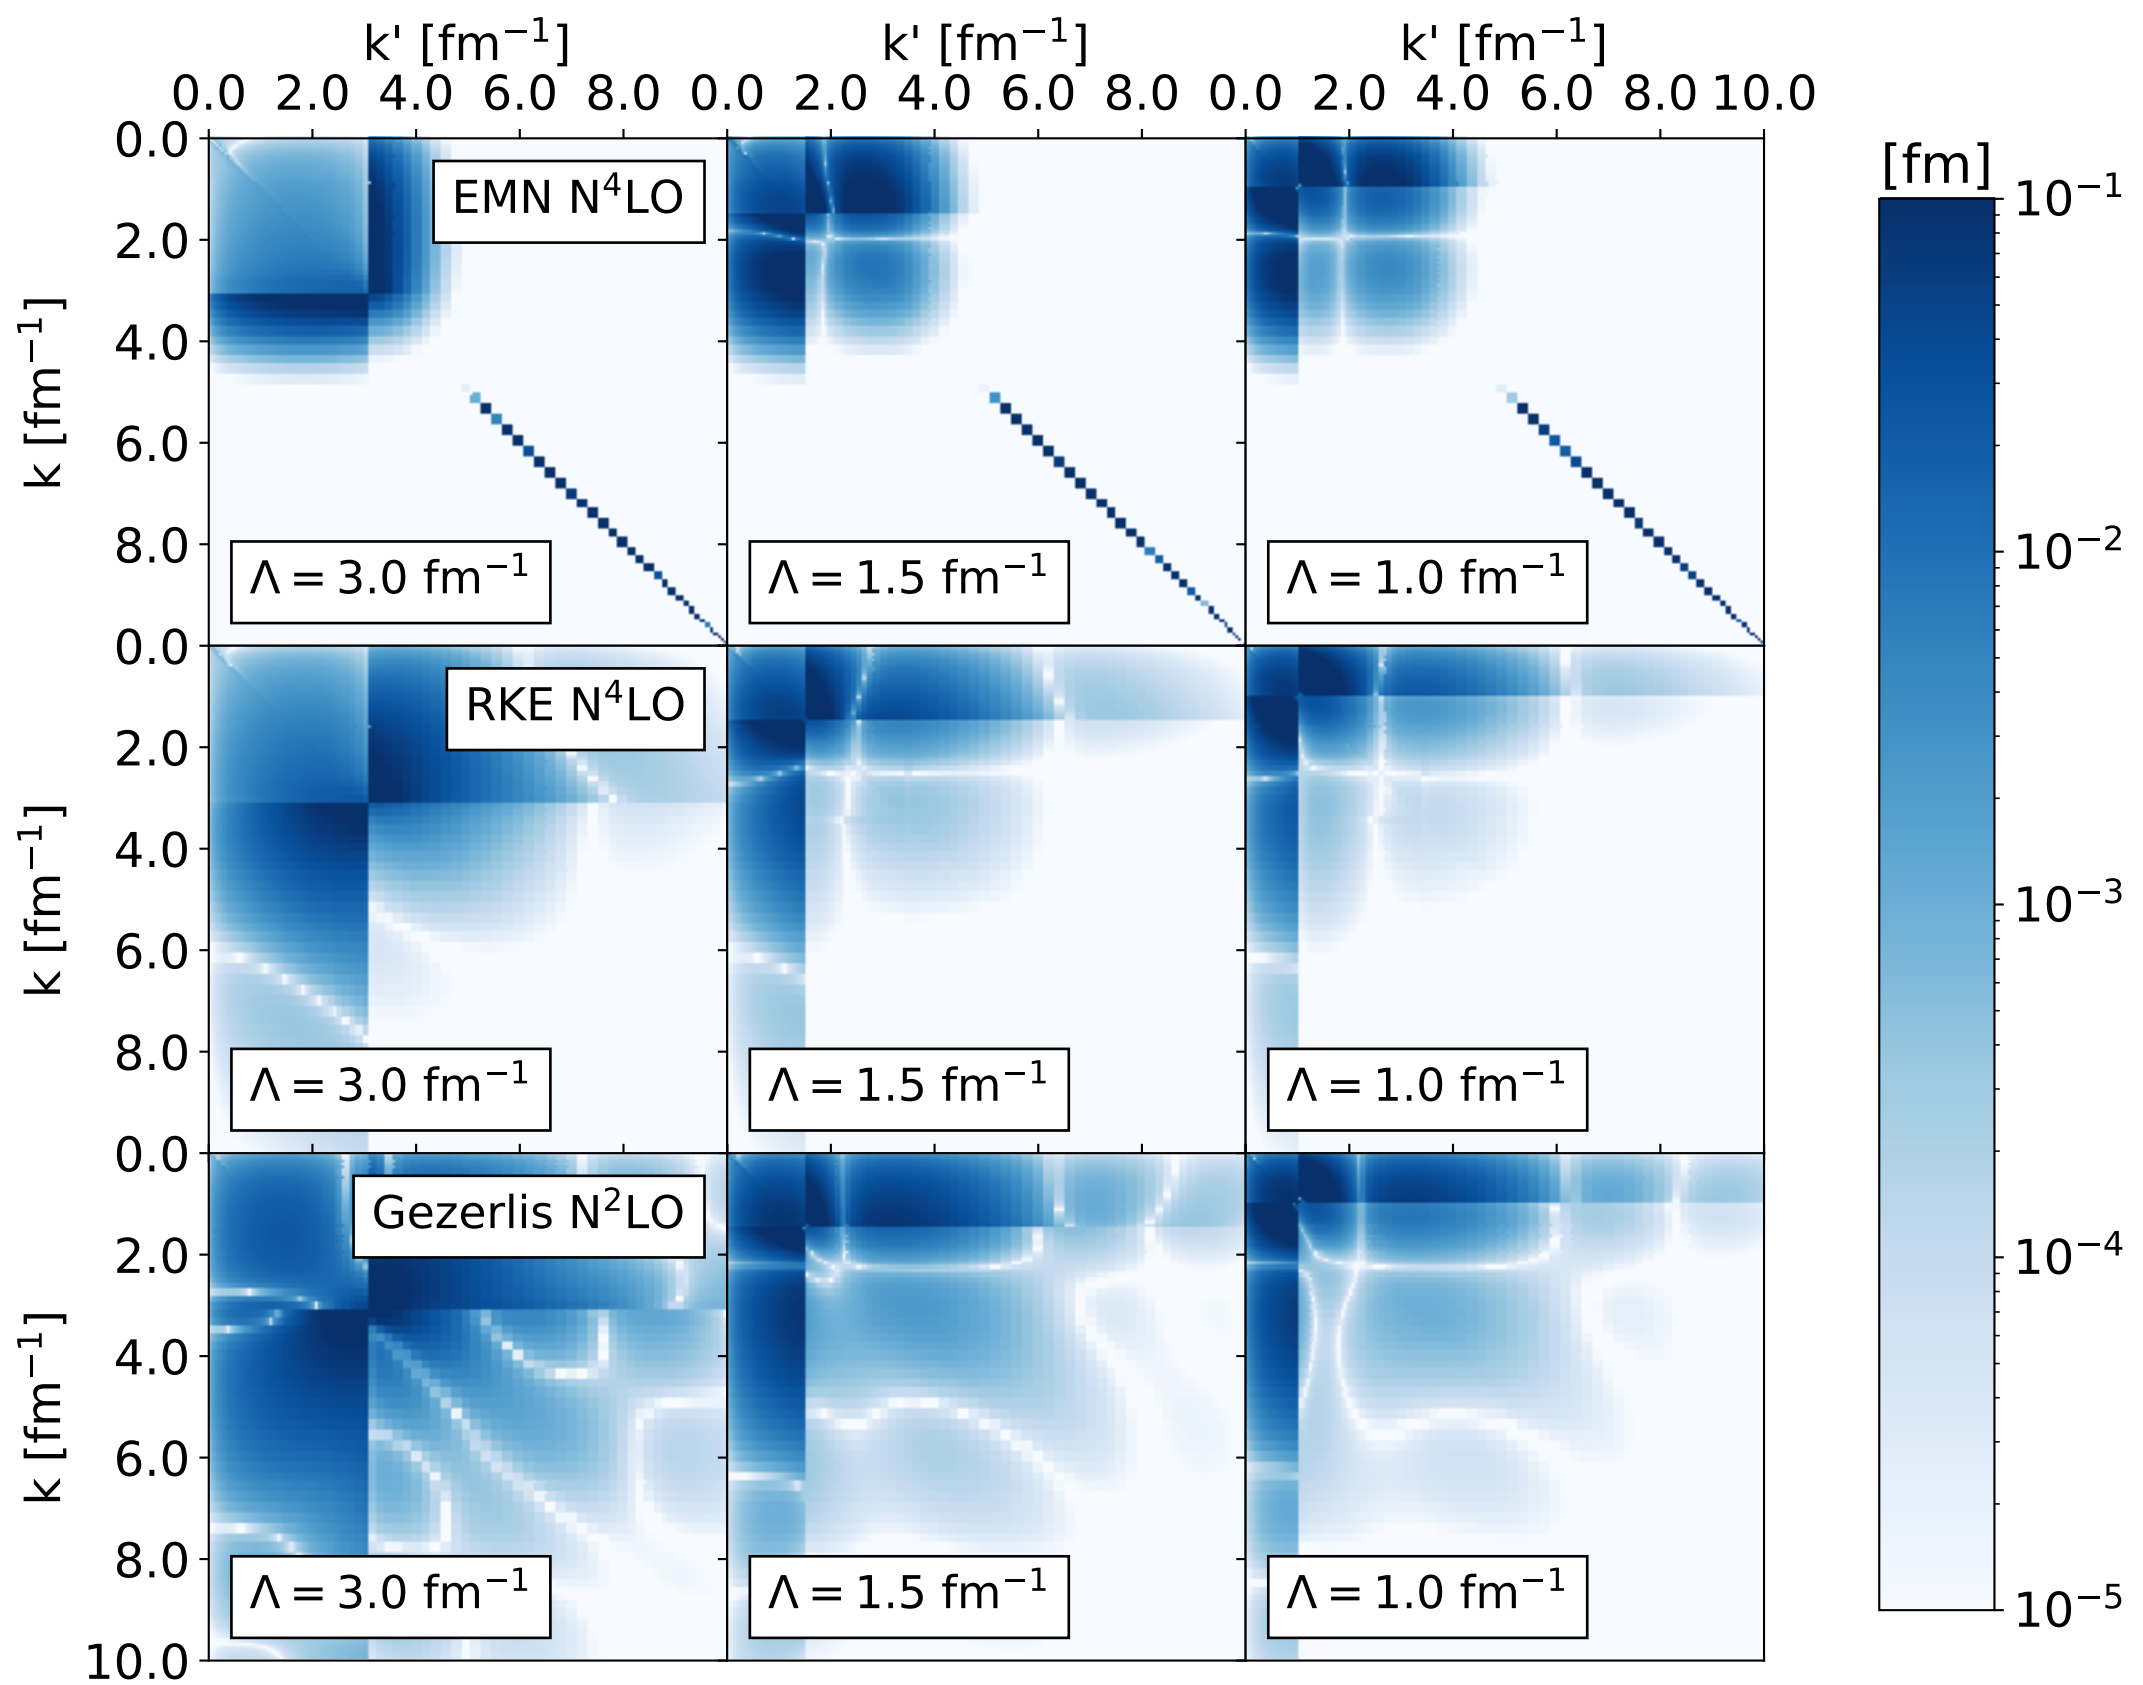 k' [fm⁻¹] k' [fm⁻¹] k' [fm⁻¹]
0.0 2.0 4.0 6.0 8.0 0.0 2.0 4.0 6.0 8.0 0.0 2.0 4.0 6.0 8.0 10.0
0.0
2.0
4.0
6.0
8.0
k [fm⁻¹]
EMN N⁴LO
Λ = 3.0 fm⁻¹
Λ = 1.5 fm⁻¹
Λ = 1.0 fm⁻¹
0.0
2.0
4.0
6.0
8.0
k [fm⁻¹]
RKE N⁴LO
Λ = 3.0 fm⁻¹
Λ = 1.5 fm⁻¹
Λ = 1.0 fm⁻¹
0.0
2.0
4.0
6.0
8.0
10.0
k [fm⁻¹]
Gezerlis N²LO
Λ = 3.0 fm⁻¹
Λ = 1.5 fm⁻¹
Λ = 1.0 fm⁻¹
[fm]
10⁻¹
10⁻²
10⁻³
10⁻⁴
10⁻⁵